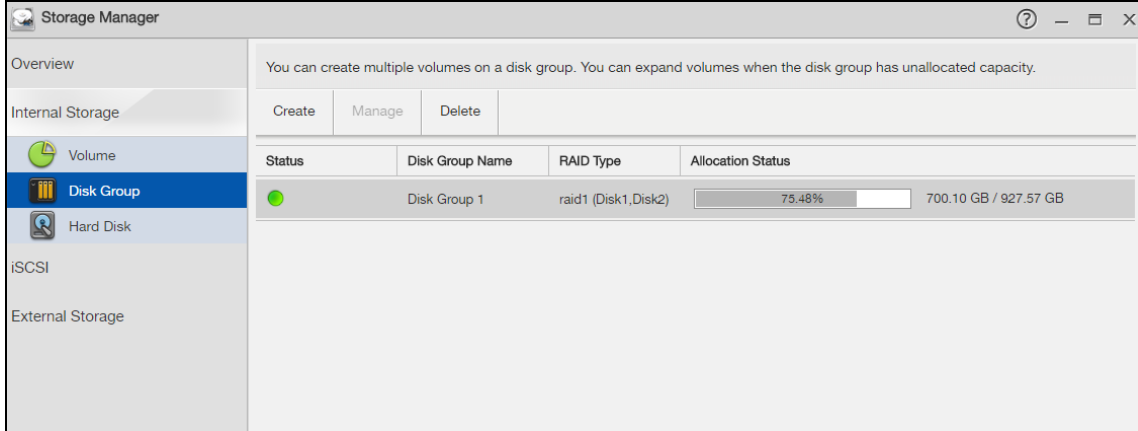 Storage Manager
Overview
Internal Storage
Volume
Disk Group
Hard Disk
iSCSI
External Storage
You can create multiple volumes on a disk group. You can expand volumes when the disk group has unallocated capacity.
Create Manage Delete
Status Disk Group Name RAID Type Allocation Status
Disk Group 1 raid1 (Disk1,Disk2) 75.48% 700.10 GB / 927.57 GB